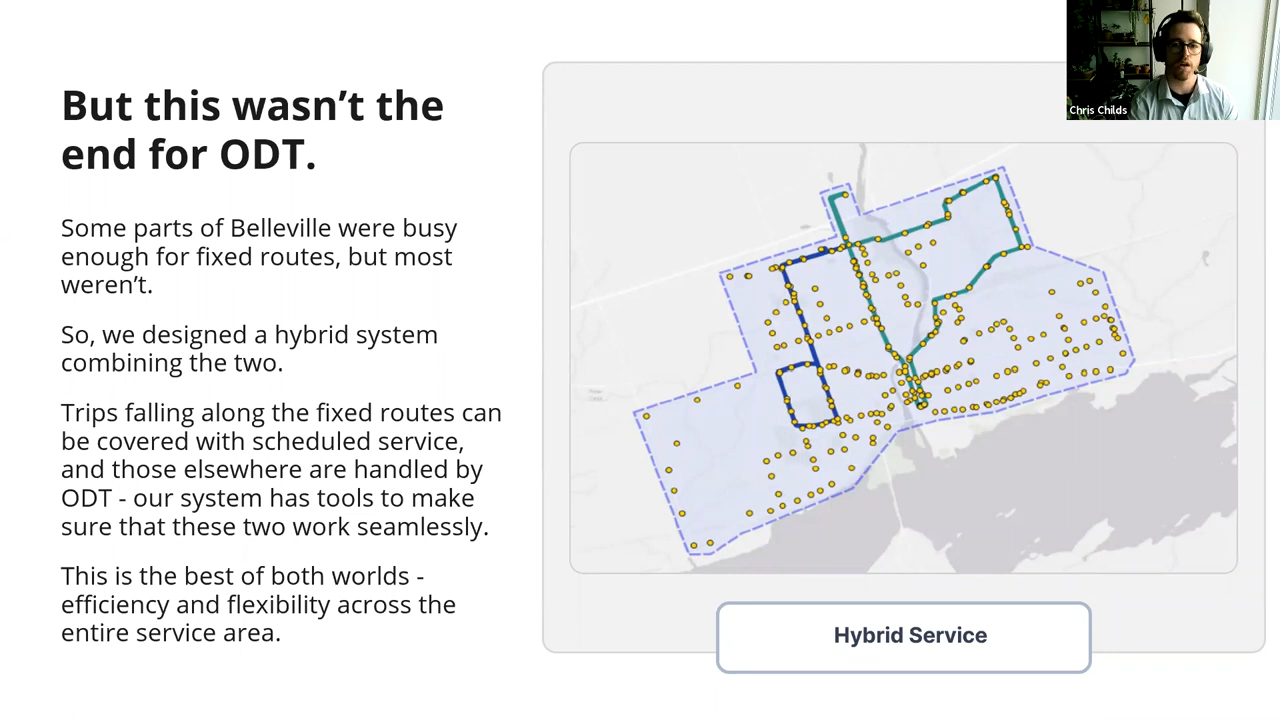 But this wasn’t the
end for ODT.
Some parts of Belleville were busy
enough for fixed routes, but most
weren’t.
So, we designed a hybrid system
combining the two.
Trips falling along the fixed routes can
be covered with scheduled service,
and those elsewhere are handled by
ODT - our system has tools to make
sure that these two work seamlessly.
This is the best of both worlds -
efficiency and flexibility across the
entire service area.
Chris Childs
Hybrid Service